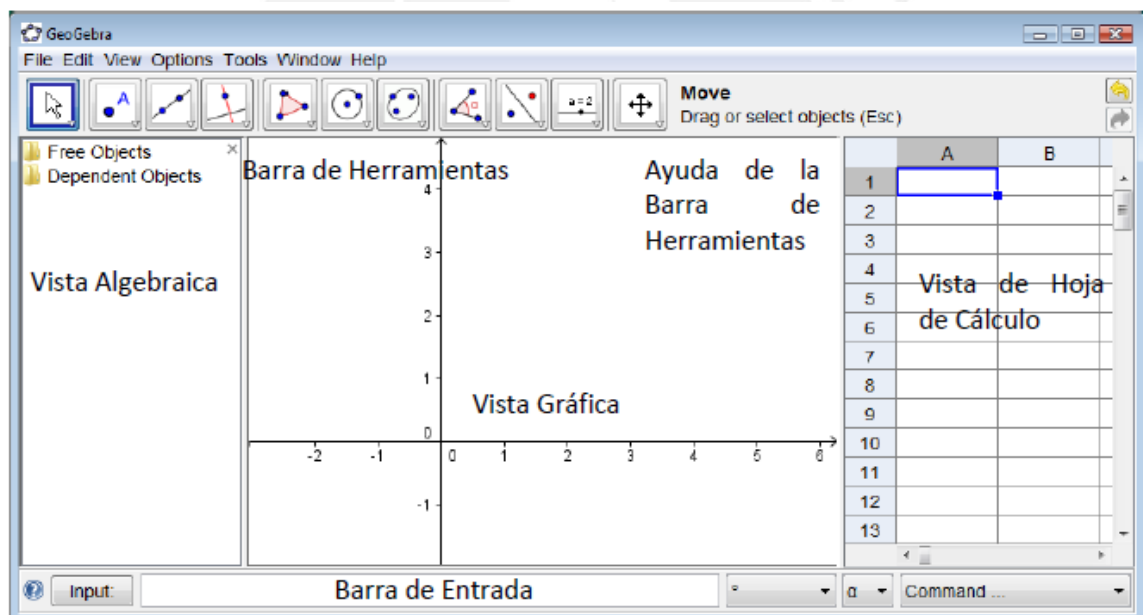 GeoGebra
File Edit View Options Tools Window Help
A
a=2
Move
Drag or select objects (Esc)
Free Objects
Dependent Objects
Barra de Herramientas
Ayuda de la
Barra de
Herramientas
Vista Algebraica
Vista Gráfica
4
3
2
1
0
-2 -1 0 1 2 3 4 5 6
-1
A B
1
2
3
4
5
6
7
8
9
10
11
12
13
Vista de Hoja
de Cálculo
Input:
Barra de Entrada
α
Command ...